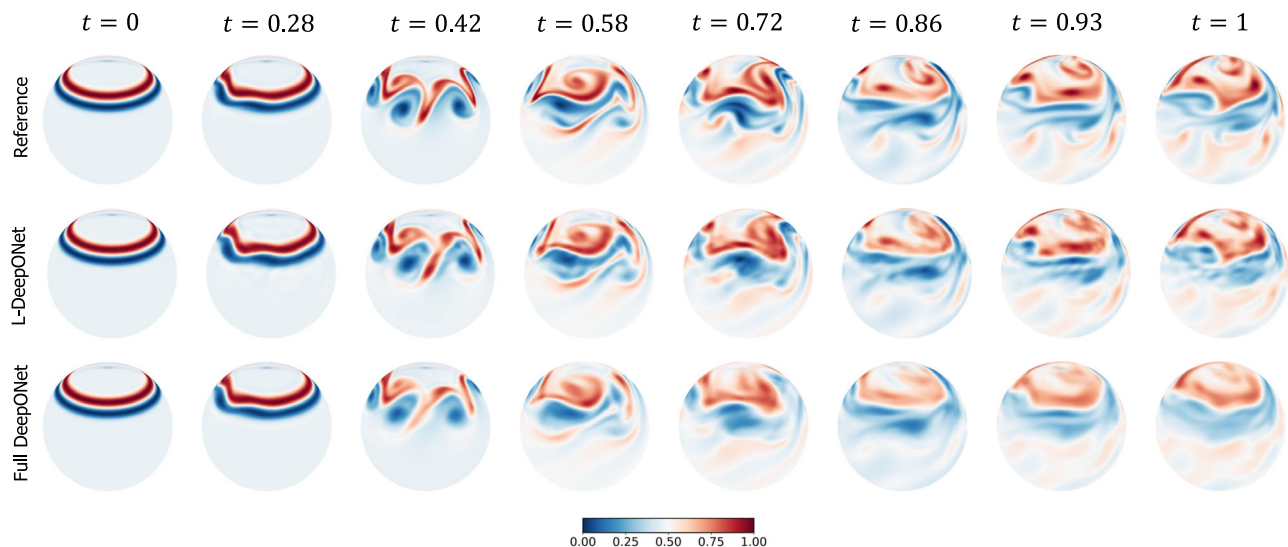 t = 0 t = 0.28 t = 0.42 t = 0.58 t = 0.72 t = 0.86 t = 0.93 t = 1
Reference
L-DeepONet
Full DeepONet
0.00 0.25 0.50 0.75 1.00